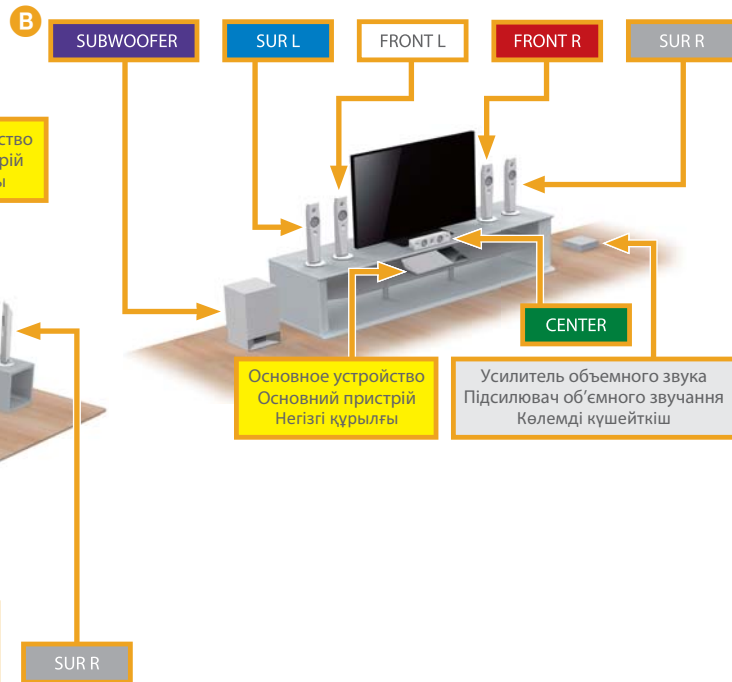 B
SUBWOOFER
SUR L
FRONT L
FRONT R
SUR R
CENTER
Основное устройство
Основний пристрій
Негізгі құрылғы
Усилитель объемного звука
Підсилювач об’ємного звучання
Көлемді күшейткіш
SUR R